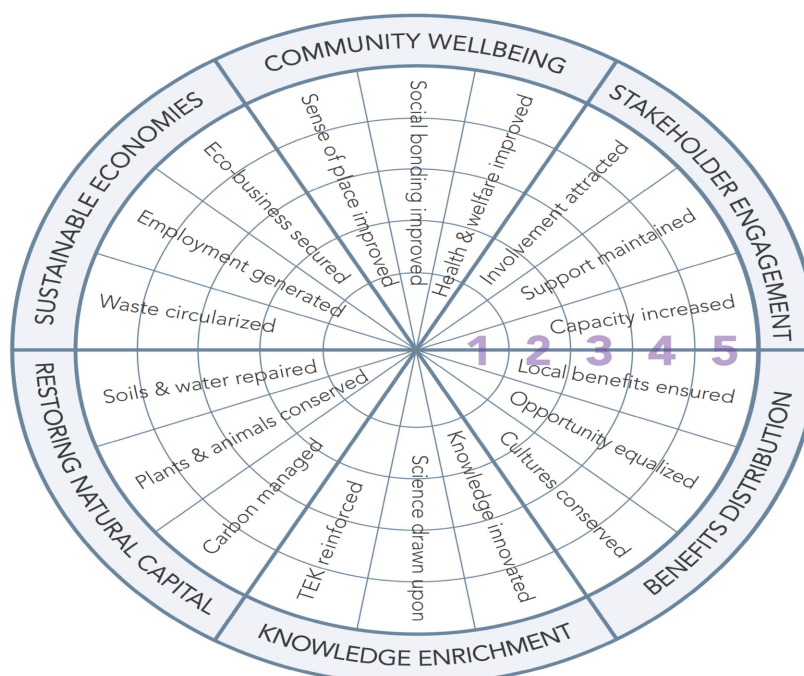 COMMUNITY WELLBEING
Sense of place improved
Social bonding improved
Health & welfare improved
STAKEHOLDER ENGAGEMENT
Involvement attracted
Support maintained
Capacity increased
1 2 3 4 5
BENEFITS DISTRIBUTION
Local benefits ensured
Opportunity equalized
Cultures conserved
KNOWLEDGE ENRICHMENT
Knowledge innovated
Science drawn upon
TEK reinforced
RESTORING NATURAL CAPITAL
Carbon managed
Plants & animals conserved
Soils & water repaired
SUSTAINABLE ECONOMIES
Waste circularized
Employment generated
Eco-business secured